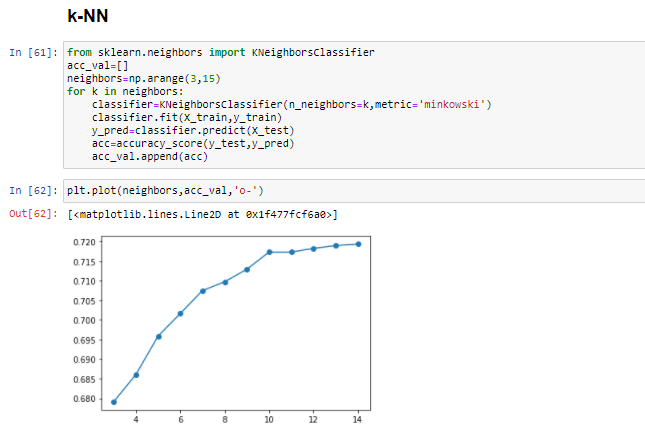 k-NN
In [61]: from sklearn.neighbors import KNeighborsClassifier
acc_val=[]
neighbors=np.arange(3,15)
for k in neighbors:
    classifier=KNeighborsClassifier(n_neighbors=k,metric='minkowski')
    classifier.fit(X_train,y_train)
    y_pred=classifier.predict(X_test)
    acc=accuracy_score(y_test,y_pred)
    acc_val.append(acc)
In [62]: plt.plot(neighbors,acc_val,'o-')
Out[62]: [<matplotlib.lines.Line2D at 0x1f477fcf6a0>]
0.720
0.715
0.710
0.705
0.700
0.695
0.690
0.685
0.680
4 6 8 10 12 14